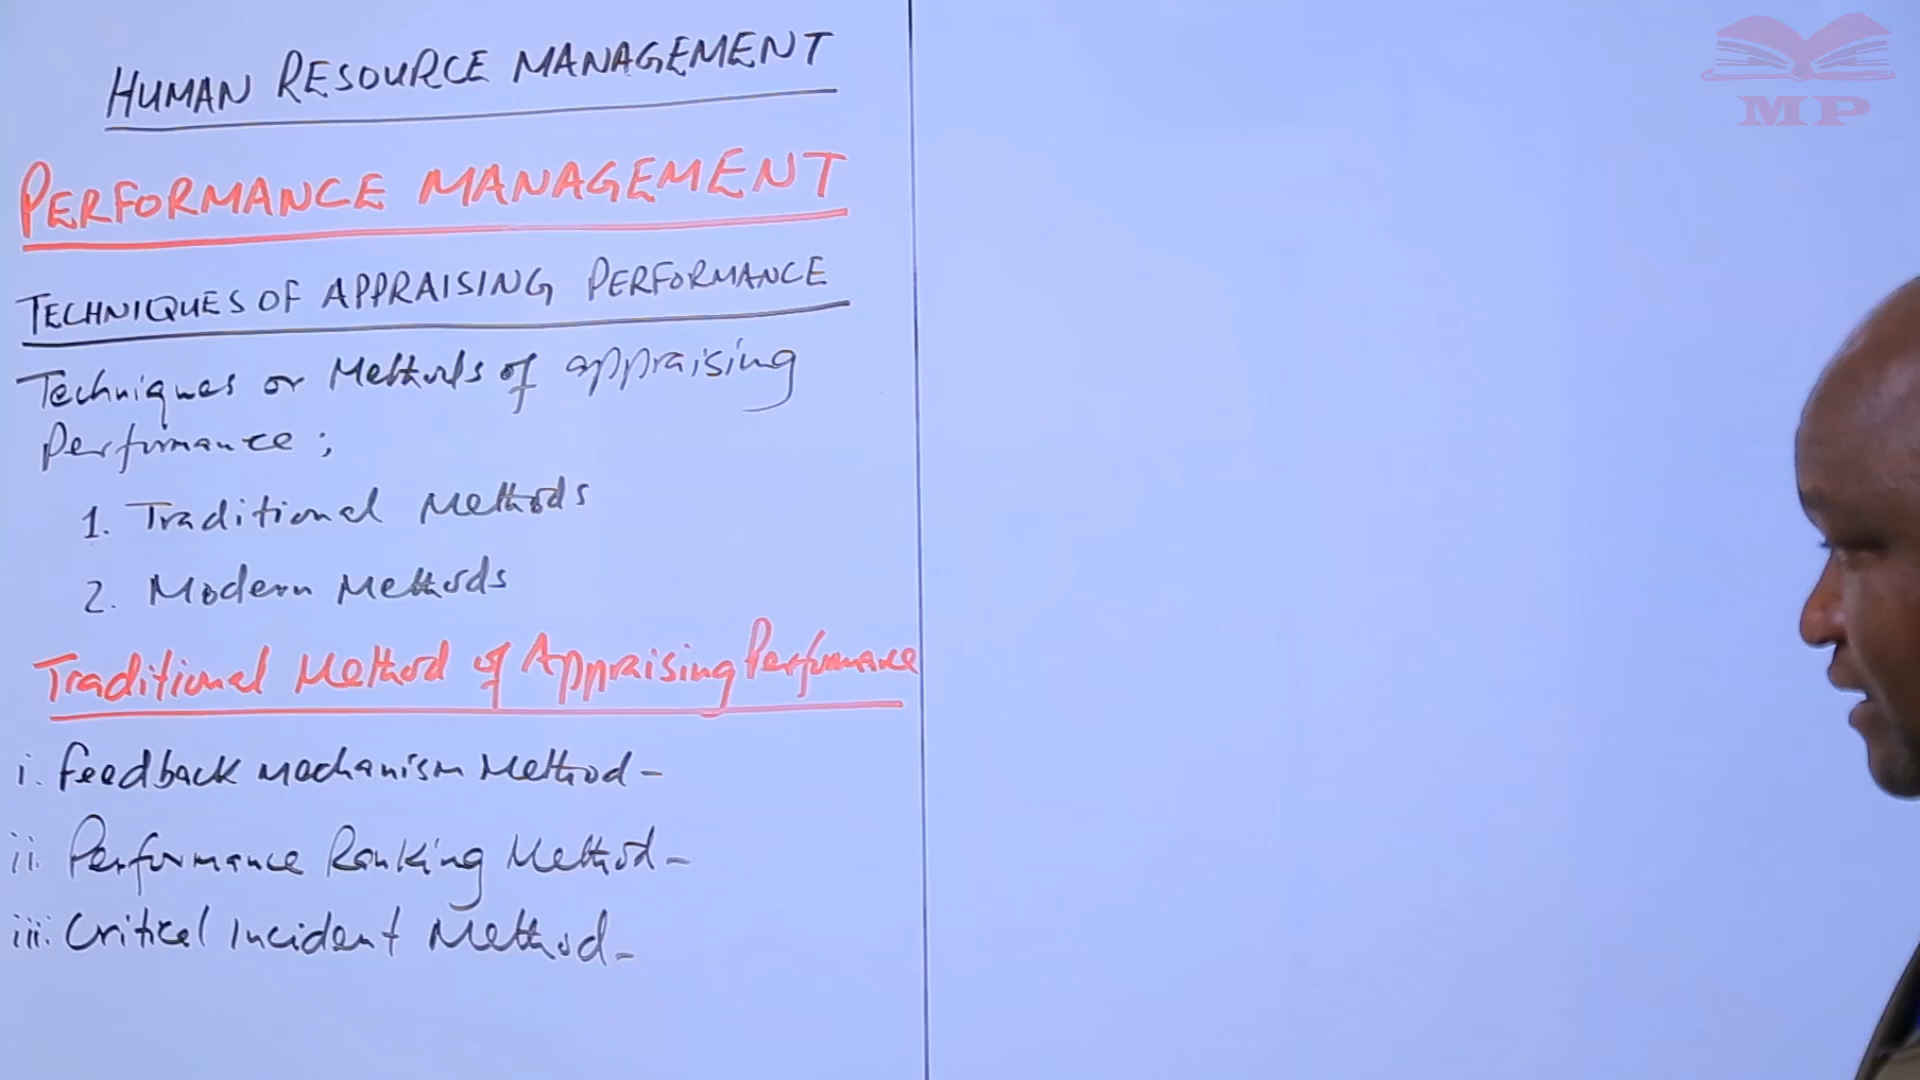 HUMAN RESOURCE MANAGEMENT
PERFORMANCE MANAGEMENT
TECHNIQUES OF APPRAISING PERFORMANCE
Techniques or Methods of appraising
Performance;
1. Traditional Methods
2. Modern Methods
Traditional Method of Appraising Performance
i. Feedback mechanism Method -
ii. Performance Ranking Method -
iii. Critical Incident Method -
MP